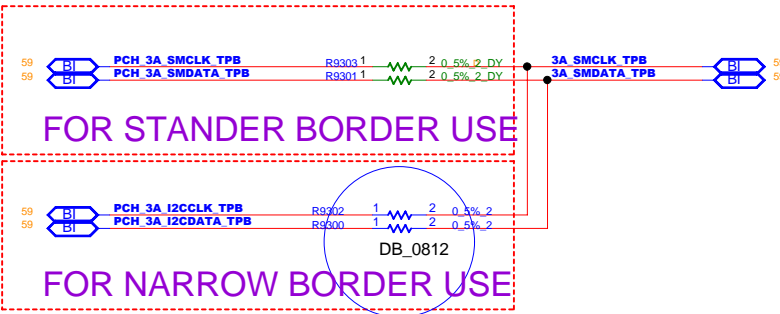 59 BI PCH_3A_SMCLK_TPB R9303 1 2 0_5%_2_DY 3A_SMCLK_TPB BI
59 BI PCH_3A_SMDATA_TPB R9301 1 2 0_5%_2_DY 3A_SMDATA_TPB BI
FOR STANDER BORDER USE
59 BI PCH_3A_I2CCLK_TPB R9302 1 2 0_5%_2
59 BI PCH_3A_I2CDATA_TPB R9300 1 2 0_5%_2
DB_0812
FOR NARROW BORDER USE